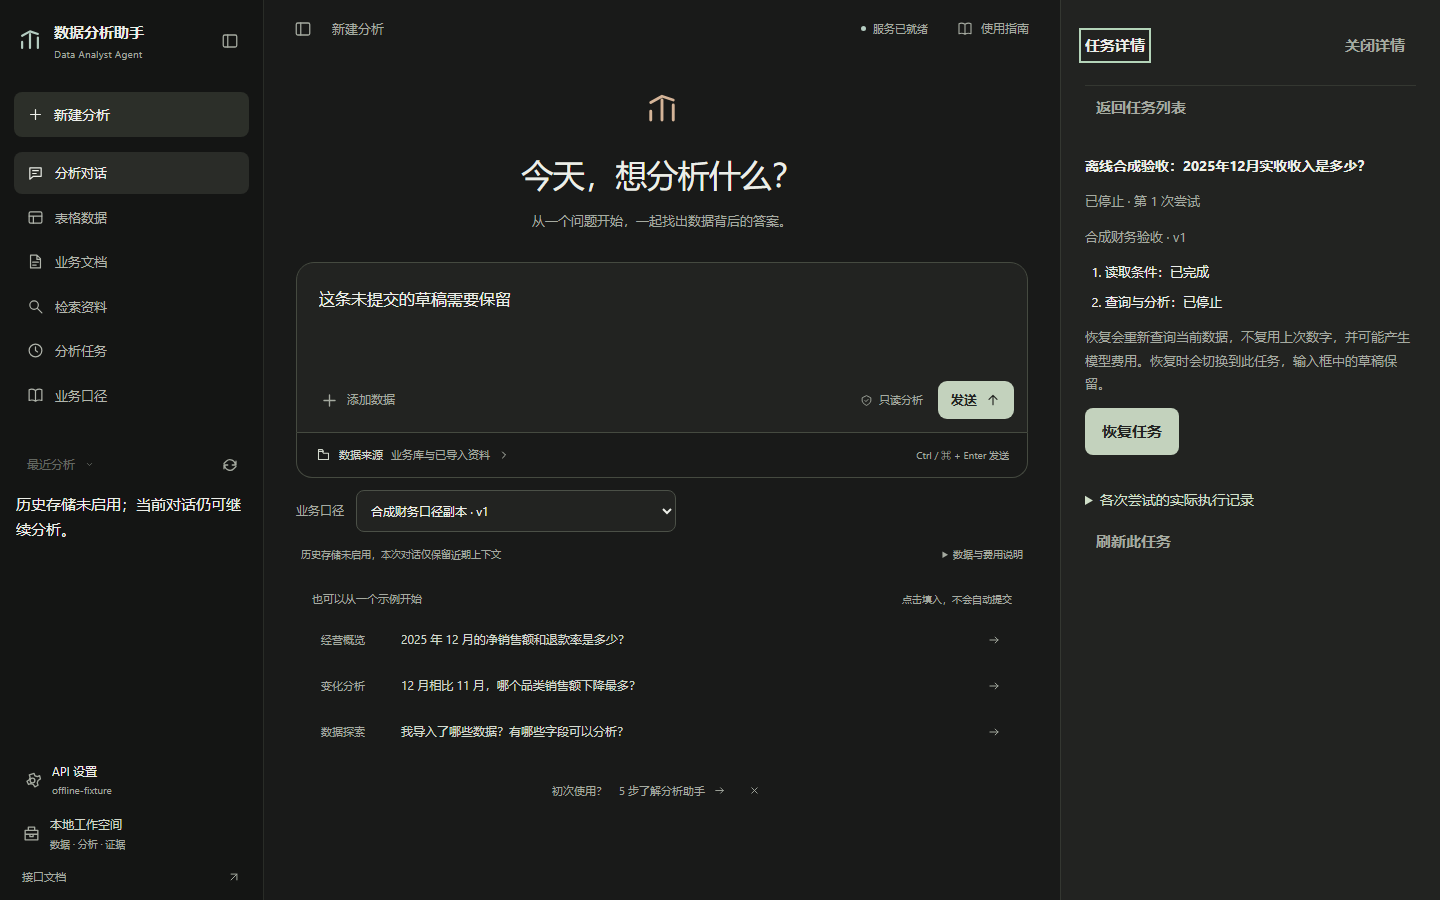 数据分析助手
Data Analyst Agent
新建分析
分析对话
表格数据
业务文档
检索资料
分析任务
业务口径
最近分析
历史存储未启用；当前对话仍可继
续分析。
API 设置
offline-fixture
本地工作空间
数据 · 分析 · 证据
接口文档
新建分析
服务已就绪
使用指南
今天，想分析什么？
从一个问题开始，一起找出数据背后的答案。
这条未提交的草稿需要保留
添加数据
只读分析
发送
数据来源 业务库与已导入资料
Ctrl / ⌘ + Enter 发送
业务口径
合成财务口径副本 · v1
历史存储未启用，本次对话仅保留近期上下文
数据与费用说明
也可以从一个示例开始
点击填入，不会自动提交
经营概览 2025 年 12 月的净销售额和退款率是多少？
变化分析 12 月相比 11 月，哪个品类销售额下降最多？
数据探索 我导入了哪些数据？有哪些字段可以分析？
初次使用？ 5 步了解分析助手
任务详情
关闭详情
返回任务列表
离线合成验收：2025年12月实收收入是多少？
已停止 · 第 1 次尝试
合成财务验收 · v1
1. 读取条件：已完成
2. 查询与分析：已停止
恢复会重新查询当前数据，不复用上次数字，并可能产生
模型费用。恢复时会切换到此任务，输入框中的草稿保
留。
恢复任务
各次尝试的实际执行记录
刷新此任务